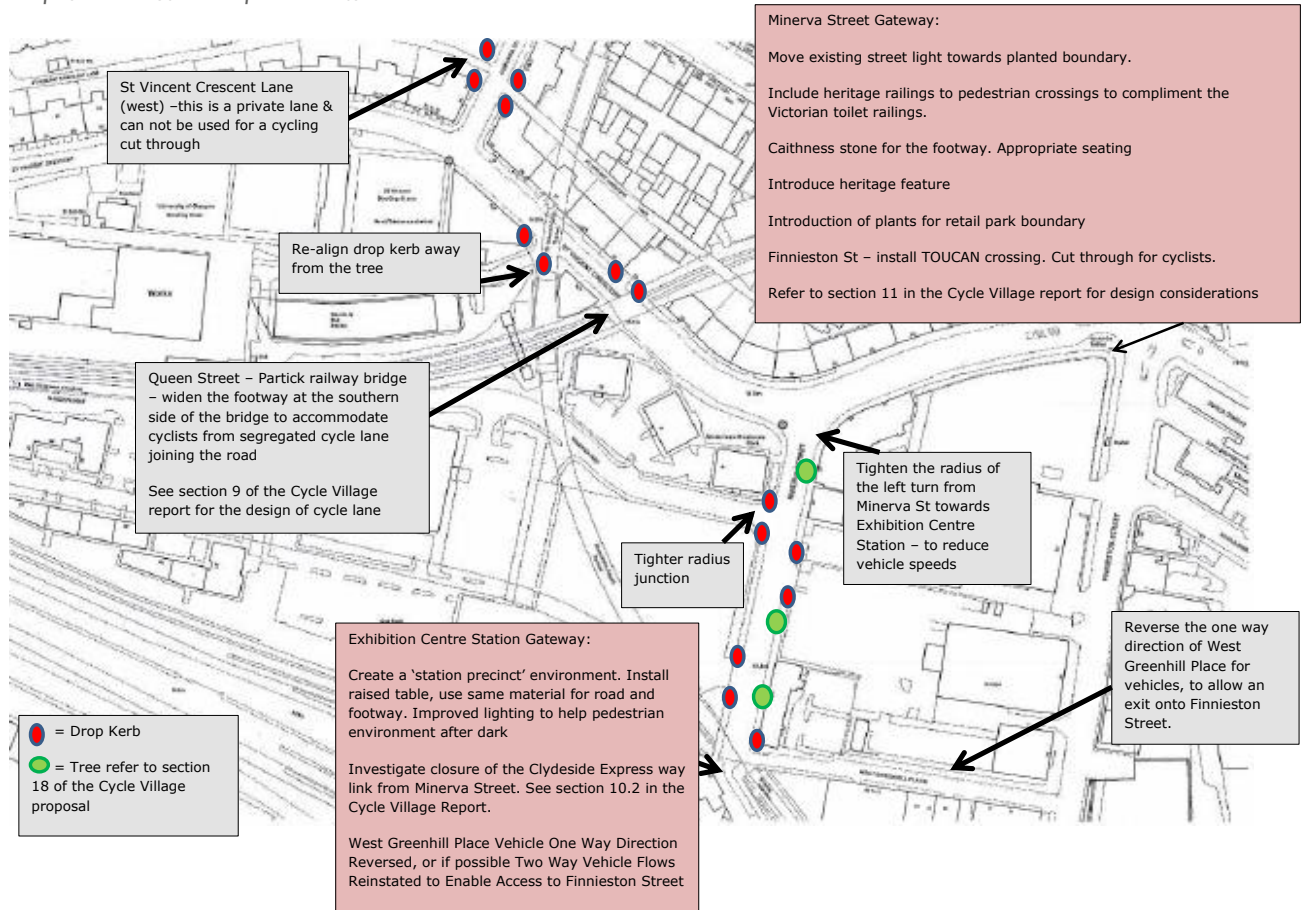 Minerva Street Gateway:
Move existing street light towards planted boundary.
Include heritage railings to pedestrian crossings to compliment the
Victorian toilet railings.
Caithness stone for the footway. Appropriate seating
Introduce heritage feature
Introduction of plants for retail park boundary
Finnieston St – install TOUCAN crossing. Cut through for cyclists.
Refer to section 11 in the Cycle Village report for design considerations
St Vincent Crescent Lane
(west) –this is a private lane &
can not be used for a cycling
cut through
Re-align drop kerb away
from the tree
Queen Street – Partick railway bridge
– widen the footway at the southern
side of the bridge to accommodate
cyclists from segregated cycle lane
joining the road
See section 9 of the Cycle Village
report for the design of cycle lane
Tighten the radius of
the left turn from
Minerva St towards
Exhibition Centre
Station – to reduce
vehicle speeds
Tighter radius
junction
Exhibition Centre Station Gateway:
Create a ‘station precinct’ environment. Install
raised table, use same material for road and
footway. Improved lighting to help pedestrian
environment after dark
Investigate closure of the Clydeside Express way
link from Minerva Street. See section 10.2 in the
Cycle Village Report.
West Greenhill Place Vehicle One Way Direction
Reversed, or if possible Two Way Vehicle Flows
Reinstated to Enable Access to Finnieston Street
Reverse the one way
direction of West
Greenhill Place for
vehicles, to allow an
exit onto Finnieston
Street.
= Drop Kerb
= Tree refer to section
18 of the Cycle Village
proposal